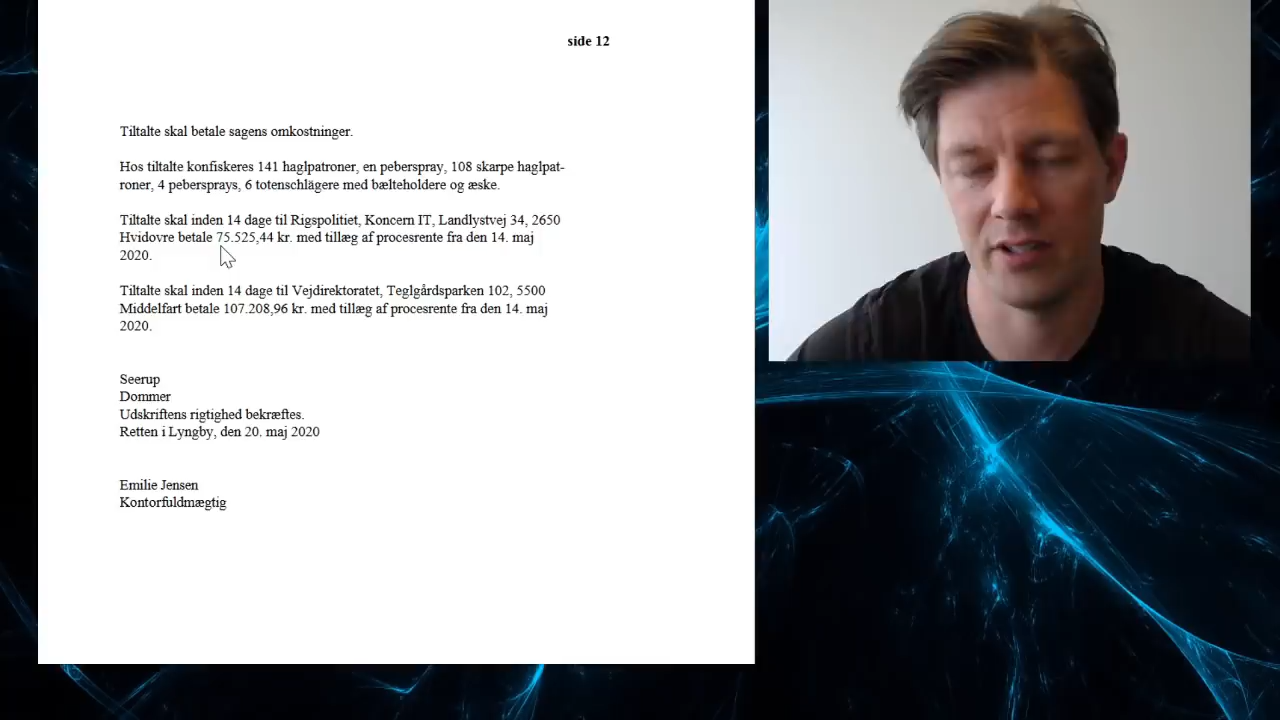 side 12
Tiltalte skal betale sagens omkostninger.
Hos tiltalte konfiskeres 141 haglpatroner, en peberspray, 108 skarpe haglpat-
roner, 4 pebersprays, 6 totenschlägere med bælteholdere og æske.
Tiltalte skal inden 14 dage til Rigspolitiet, Koncern IT, Landlystvej 34, 2650
Hvidovre betale 75.525,44 kr. med tillæg af procesrente fra den 14. maj
2020.
Tiltalte skal inden 14 dage til Vejdirektoratet, Teglgårdsparken 102, 5500
Middelfart betale 107.208,96 kr. med tillæg af procesrente fra den 14. maj
2020.
Seerup
Dommer
Udskriftens rigtighed bekræftes.
Retten i Lyngby, den 20. maj 2020
Emilie Jensen
Kontorfuldmægtig